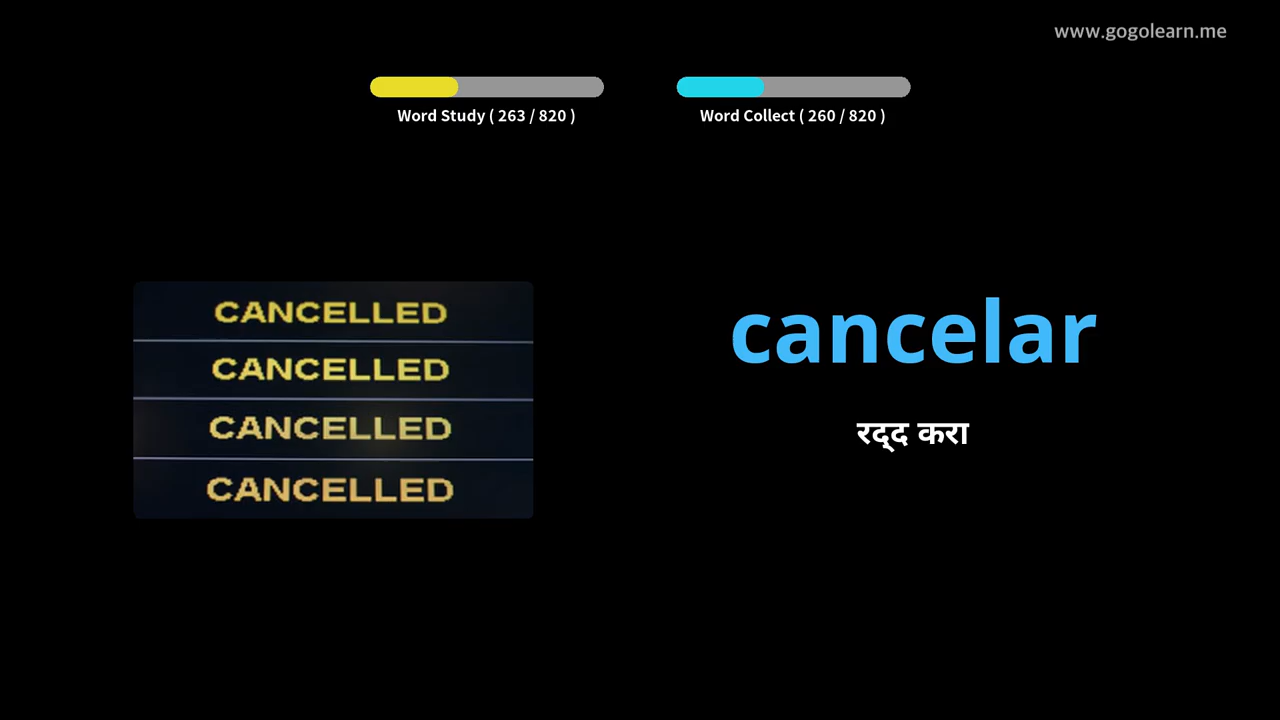 www.gogolearn.me
Word Study ( 263 / 820 )
Word Collect ( 260 / 820 )
CANCELLED
CANCELLED
CANCELLED
CANCELLED
cancelar
रद्द करा